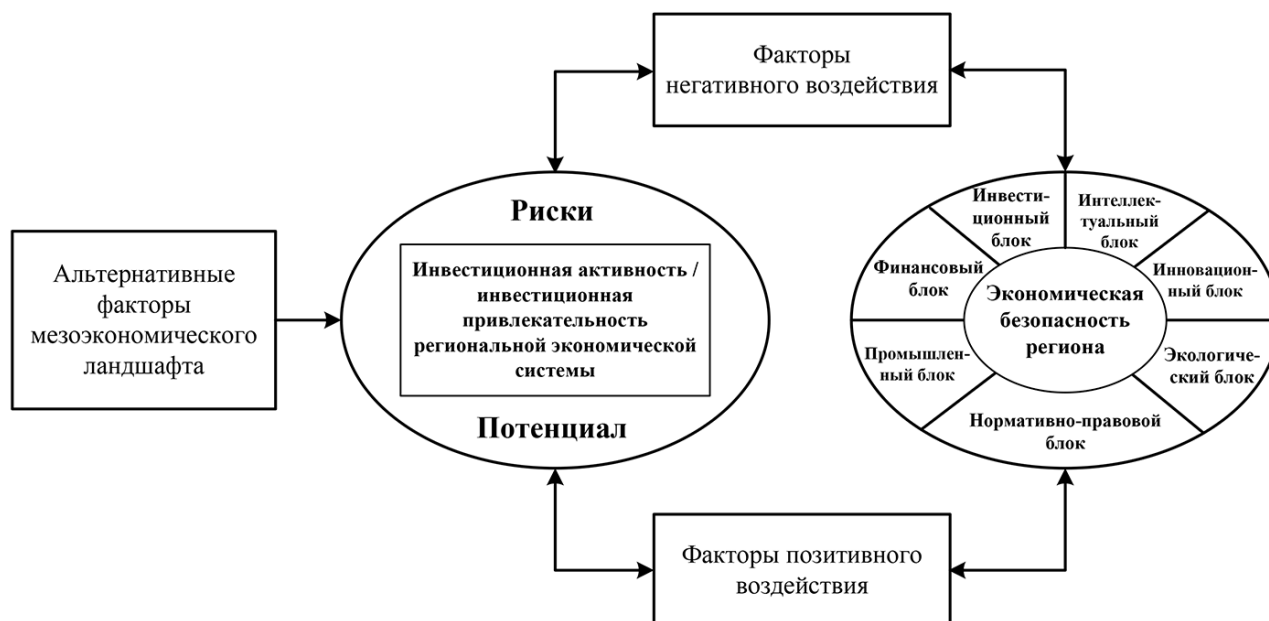 Факторы
негативного воздействия
Альтернативные
факторы
мезоэкономического
ландшафта
Риски
Инвестиционная активность /
инвестиционная
привлекательность
региональной экономической
системы
Потенциал
Инвести-
ционный
блок
Интеллек-
туальный
блок
Финансовый
блок
Инновацион-
ный блок
Экономическая
безопасность
региона
Промышлен-
ный блок
Экологиче-
ский блок
Нормативно-правовой
блок
Факторы позитивного
воздействия